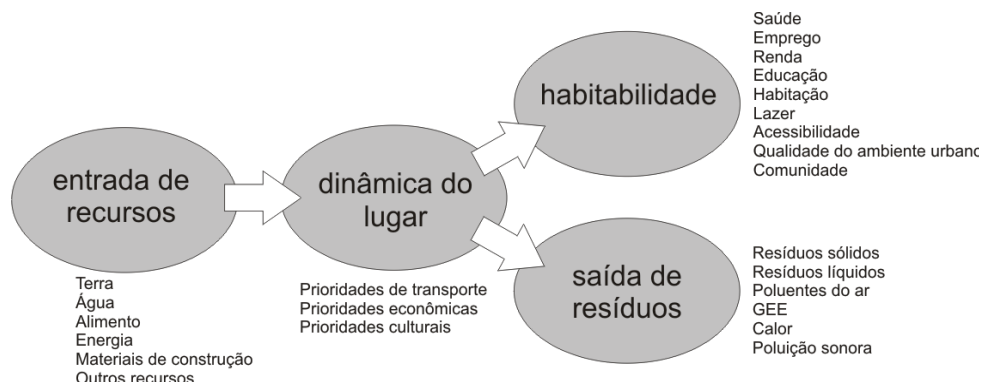 entrada de
recursos
Terra
Água
Alimento
Energia
Materiais de construção
Outros recursos
dinâmica do
lugar
Prioridades de transporte
Prioridades econômicas
Prioridades culturais
habitabilidade
Saúde
Emprego
Renda
Educação
Habitação
Lazer
Acessibilidade
Qualidade do ambiente urbano
Comunidade
saída de
resíduos
Resíduos sólidos
Resíduos líquidos
Poluentes do ar
GEE
Calor
Poluição sonora